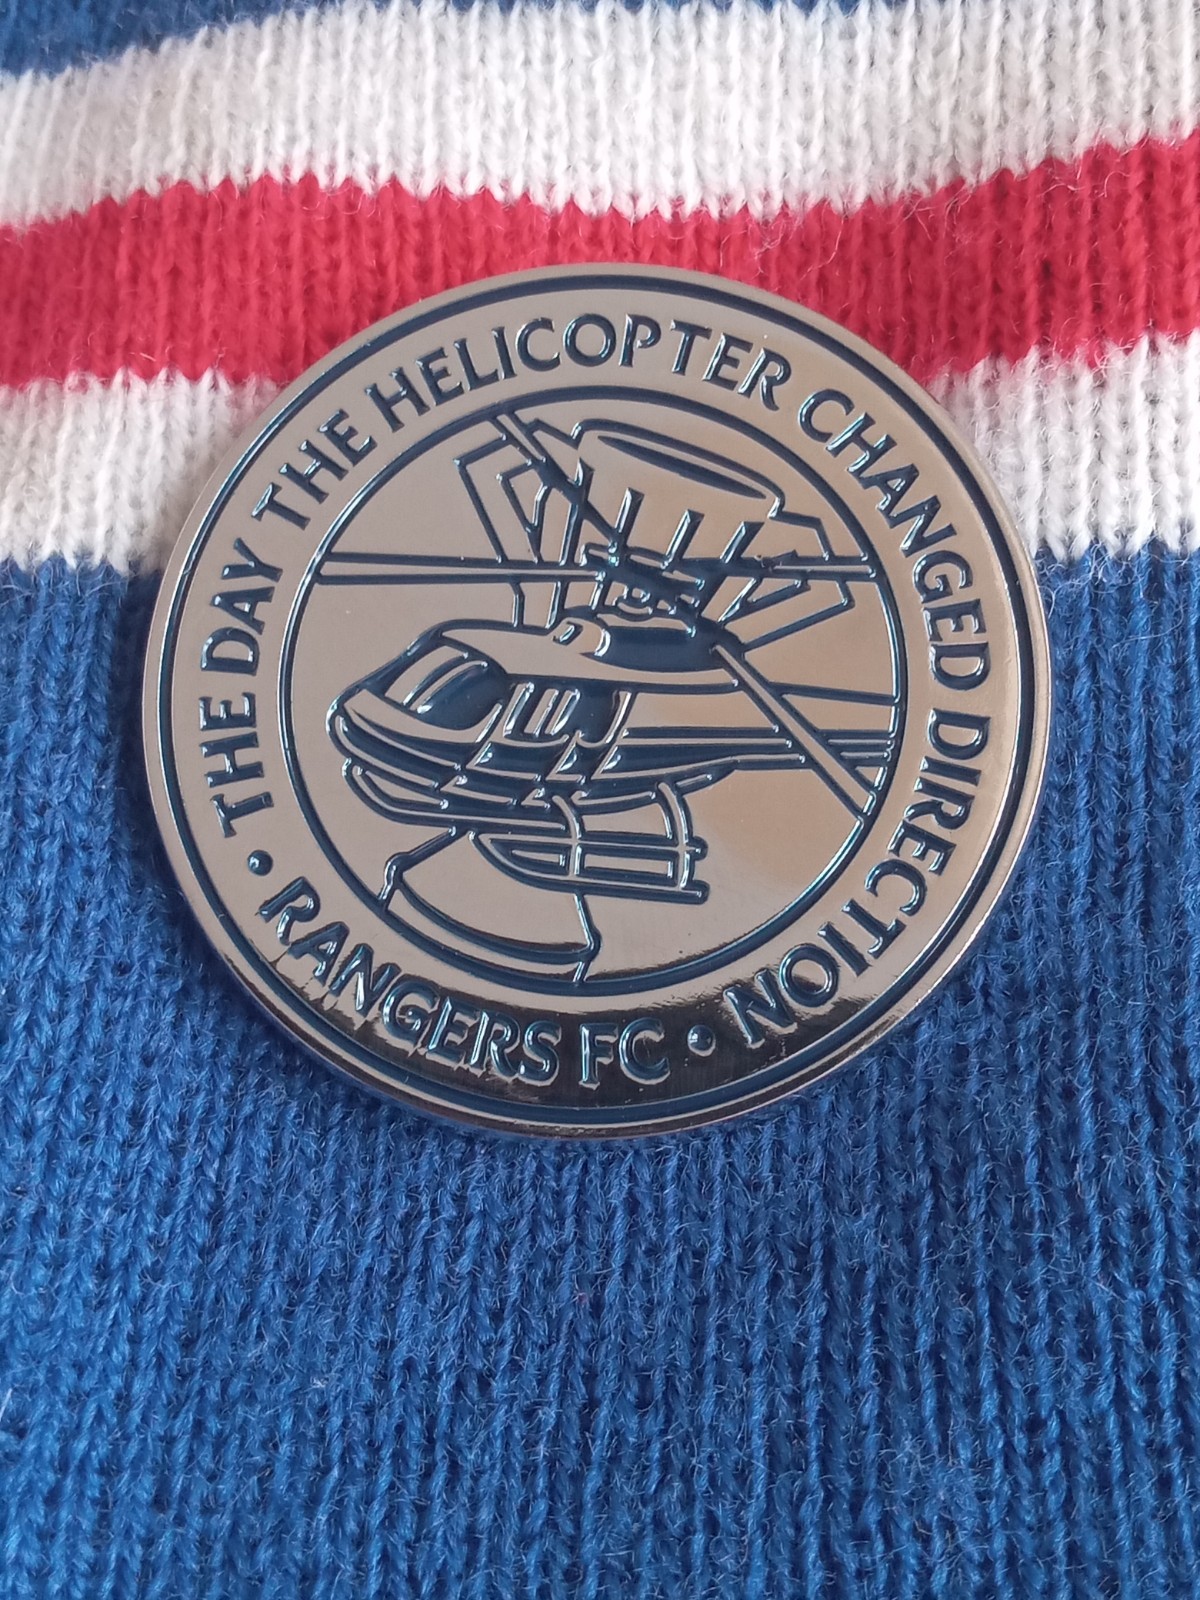 • THE DAY THE HELICOPTER CHANGED DIRECTION •
RANGERS FC